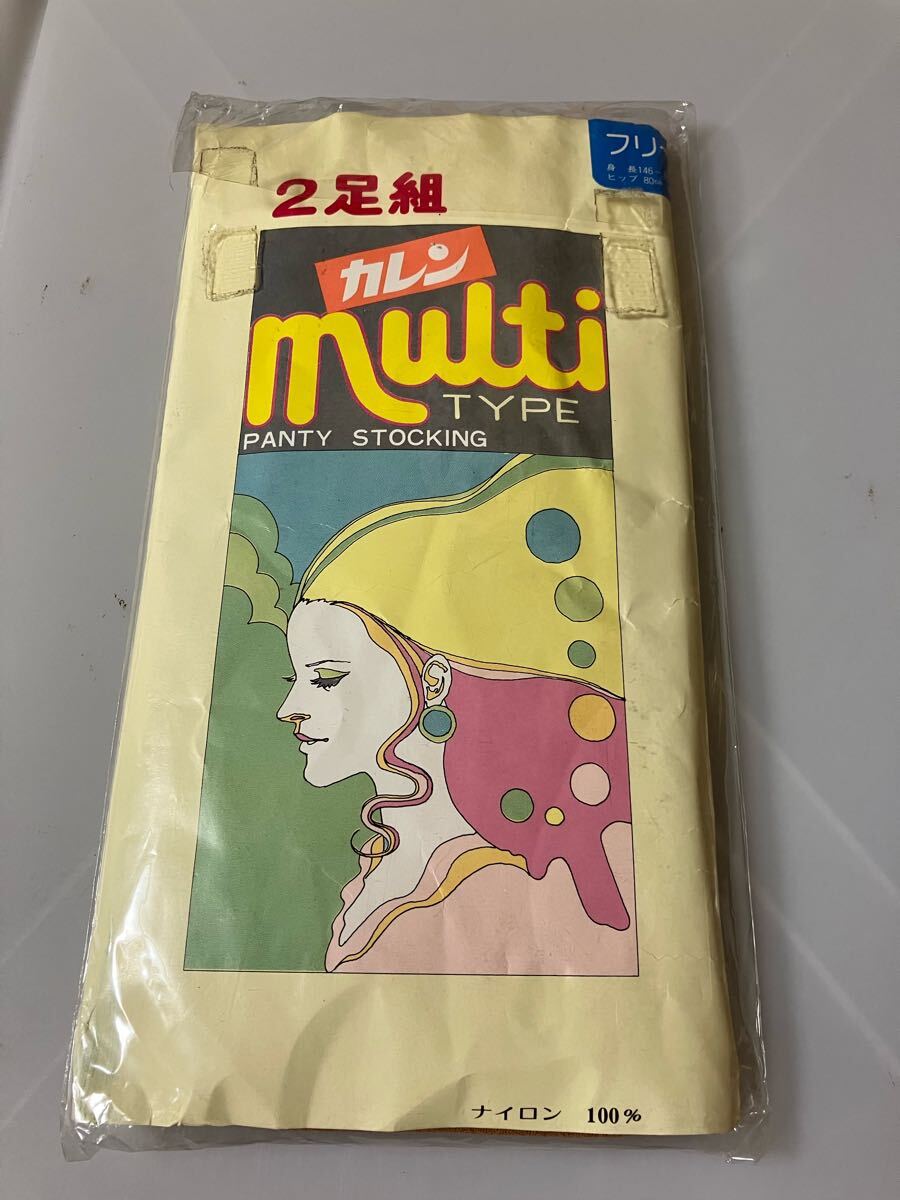 フリ
身 長146
ヒップ 80
2足組
カレン
multi
TYPE
PANTY STOCKING
ナイロン 100%